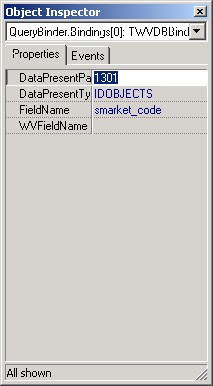 Object Inspector
QueryBinder.Bindings[0]: TWVDBBind
Properties Events
DataPresentPa 1301
DataPresentTy IDOBJECTS
FieldName smarket_code
WVFieldName
All shown